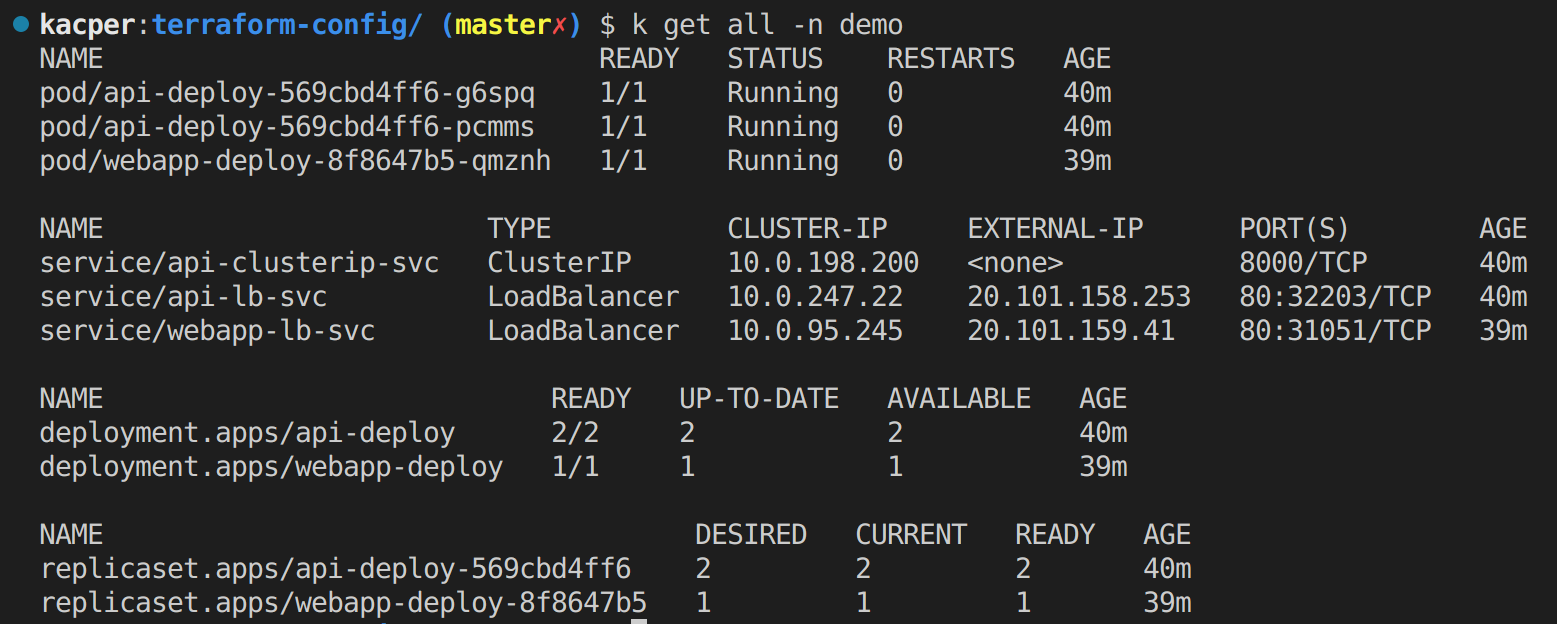 kacper:terraform-config/ (master✗) $ k get all -n demo
NAME READY STATUS RESTARTS AGE
pod/api-deploy-569cbd4ff6-g6spq 1/1 Running 0 40m
pod/api-deploy-569cbd4ff6-pcmms 1/1 Running 0 40m
pod/webapp-deploy-8f8647b5-qmznh 1/1 Running 0 39m
NAME TYPE CLUSTER-IP EXTERNAL-IP PORT(S) AGE
service/api-clusterip-svc ClusterIP 10.0.198.200 <none> 8000/TCP 40m
service/api-lb-svc LoadBalancer 10.0.247.22 20.101.158.253 80:32203/TCP 40m
service/webapp-lb-svc LoadBalancer 10.0.95.245 20.101.159.41 80:31051/TCP 39m
NAME READY UP-TO-DATE AVAILABLE AGE
deployment.apps/api-deploy 2/2 2 2 40m
deployment.apps/webapp-deploy 1/1 1 1 39m
NAME DESIRED CURRENT READY AGE
replicaset.apps/api-deploy-569cbd4ff6 2 2 2 40m
replicaset.apps/webapp-deploy-8f8647b5 1 1 1 39m